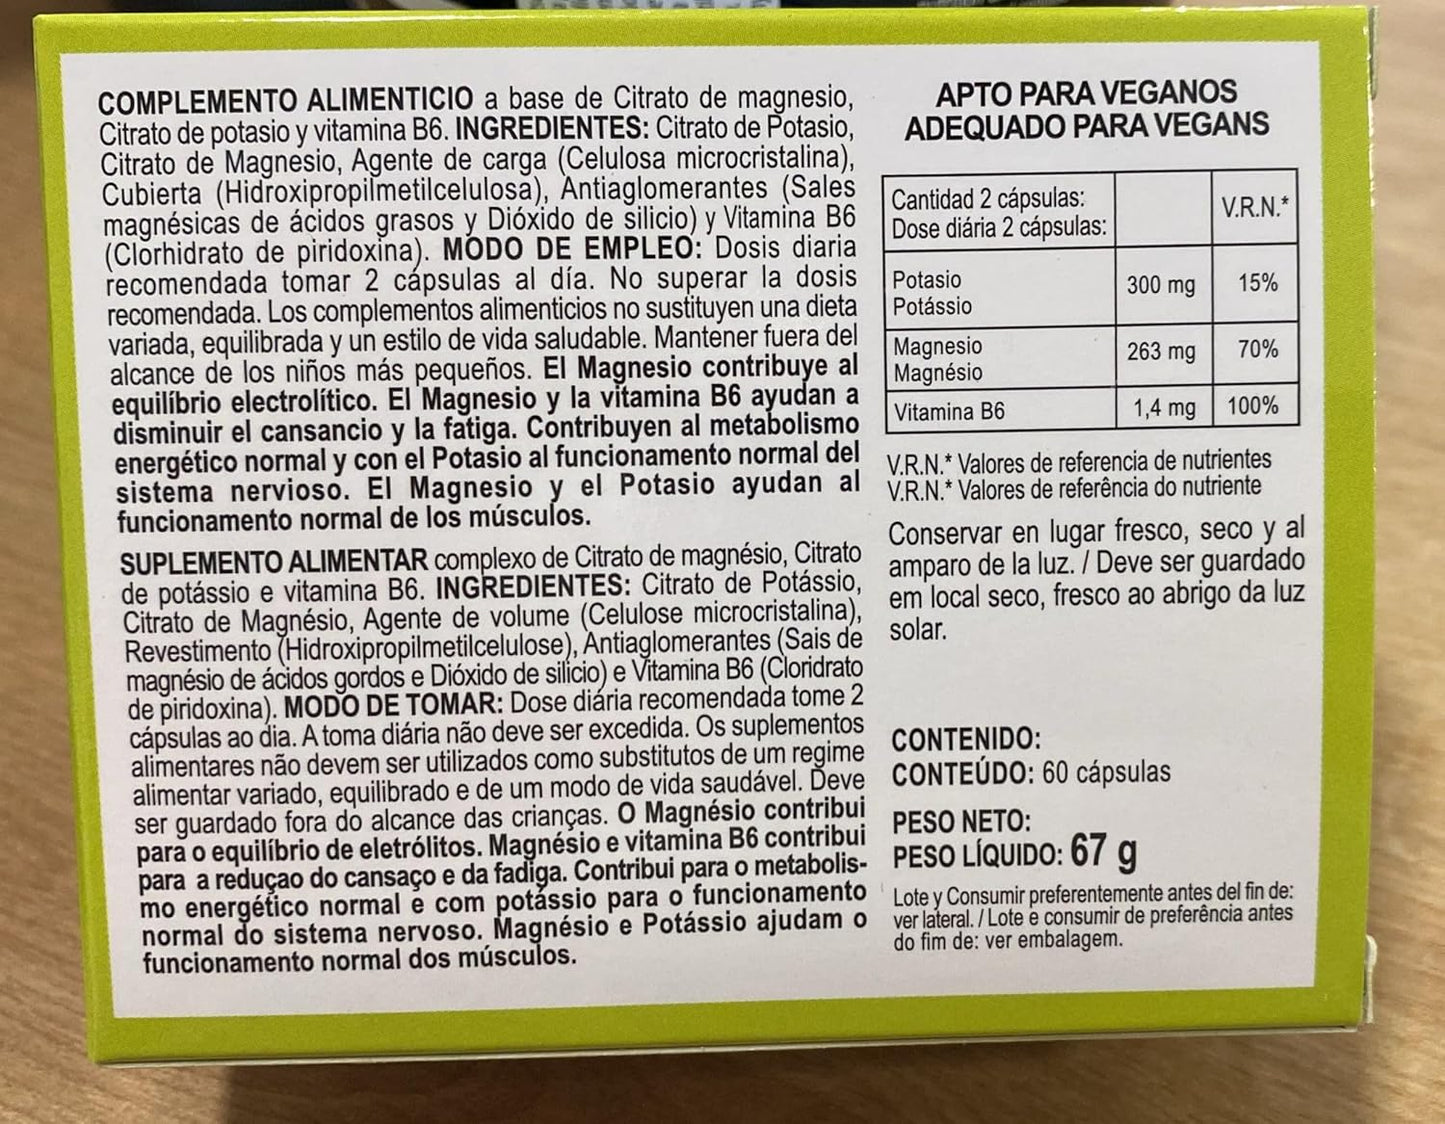 COMPLEMENTO ALIMENTICIO a base de Citrato de magnesio,
Citrato de potasio y vitamina B6. INGREDIENTES: Citrato de Potasio,
Citrato de Magnesio, Agente de carga (Celulosa microcristalina),
Cubierta (Hidroxipropilmetilcelulosa), Antiaglomerantes (Sales
magnésicas de ácidos grasos y Dióxido de silicio) y Vitamina B6
(Clorhidrato de piridoxina). MODO DE EMPLEO: Dosis diaria
recomendada tomar 2 cápsulas al día. No superar la dosis
recomendada. Los complementos alimenticios no sustituyen una dieta
variada, equilibrada y un estilo de vida saludable. Mantener fuera del
alcance de los niños más pequeños. El Magnesio contribuye al
equilíbrio electrolítico. El Magnesio y la vitamina B6 ayudan a
disminuir el cansancio y la fatiga. Contribuyen al metabolismo
energético normal y con el Potasio al funcionamento normal del
sistema nervioso. El Magnesio y el Potasio ayudan al
funcionamento normal de los músculos.
SUPLEMENTO ALIMENTAR complexo de Citrato de magnésio, Citrato
de potássio e vitamina B6. INGREDIENTES: Citrato de Potássio,
Citrato de Magnésio, Agente de volume (Celulose microcristalina),
Revestimento (Hidroxipropilmetilcelulose), Antiaglomerantes (Sais de
magnésio de ácidos gordos e Dióxido de silicio) e Vitamina B6 (Cloridrato
de piridoxina). MODO DE TOMAR: Dose diária recomendada tome 2
cápsulas ao dia. A toma diária não deve ser excedida. Os suplementos
alimentares não devem ser utilizados como substitutos de um regime
alimentar variado, equilibrado e de um modo de vida saudável. Deve
ser guardado fora do alcance das crianças. O Magnésio contribui
para o equilíbrio de eletrólitos. Magnésio e vitamina B6 contribui
para a reduçao do cansaço e da fadiga. Contribui para o metabolis-
mo energético normal e com potássio para o funcionamento
normal do sistema nervoso. Magnésio e Potássio ajudam o
funcionamento normal dos músculos.
APTO PARA VEGANOS
ADEQUADO PARA VEGANS
Cantidad 2 cápsulas:
Dose diária 2 cápsulas:
V.R.N.*
Potasio
Potássio
300 mg 15%
Magnesio
Magnésio
263 mg 70%
Vitamina B6 1,4 mg 100%
V.R.N.* Valores de referencia de nutrientes
V.R.N.* Valores de referência do nutriente
Conservar en lugar fresco, seco y al
amparo de la luz. / Deve ser guardado
em local seco, fresco ao abrigo da luz
solar.
CONTENIDO:
CONTEÚDO: 60 cápsulas
PESO NETO:
PESO LÍQUIDO: 67 g
Lote y Consumir preferentemente antes del fin de:
ver lateral. / Lote e consumir de preferência antes
do fim de: ver embalagem.